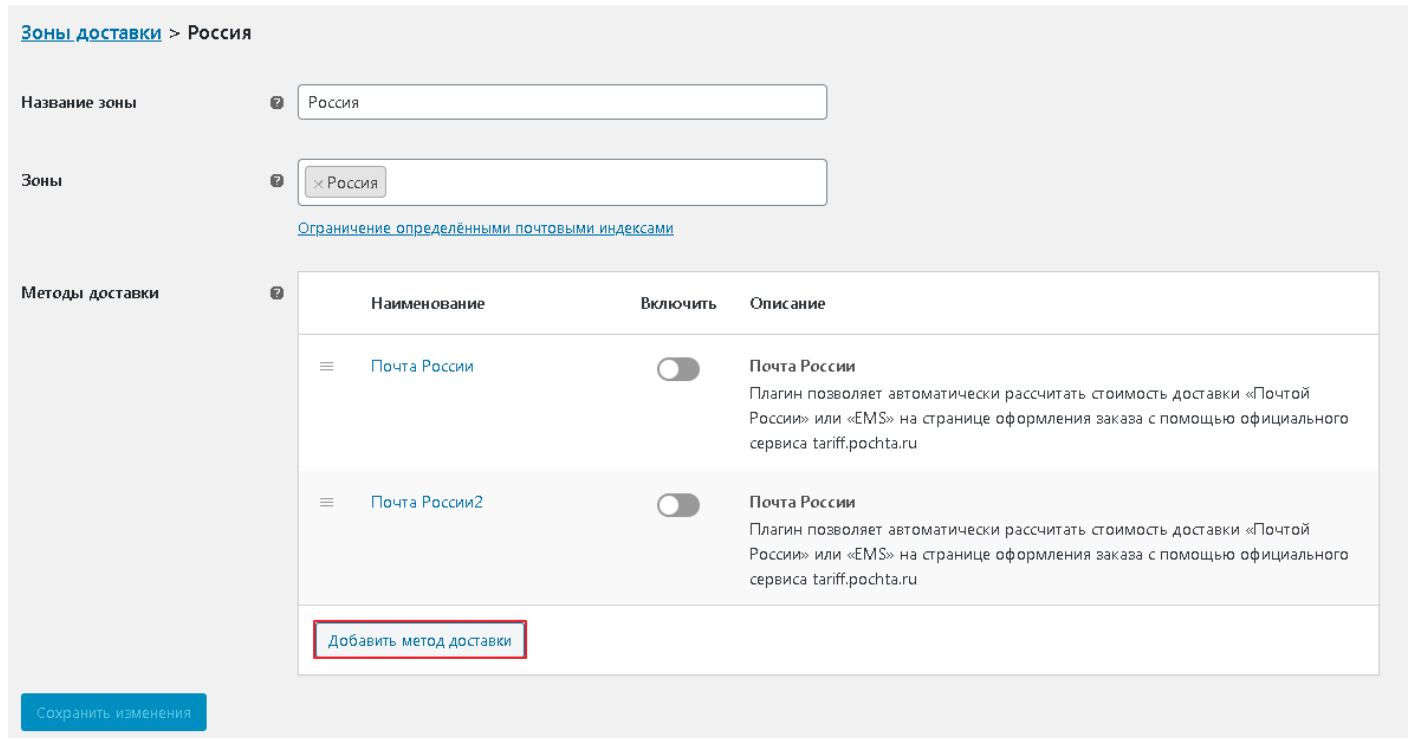 Зоны доставки > Россия
Название зоны
Россия
Зоны
×Россия
Ограничение определёнными почтовыми индексами
Методы доставки
Наименование Включить Описание
Почта России
Почта России
Плагин позволяет автоматически рассчитать стоимость доставки «Почтой
России» или «EMS» на странице оформления заказа с помощью официального
сервиса tariff.pochta.ru
Почта России2
Почта России
Плагин позволяет автоматически рассчитать стоимость доставки «Почтой
России» или «EMS» на странице оформления заказа с помощью официального
сервиса tariff.pochta.ru
Добавить метод доставки
Сохранить изменения